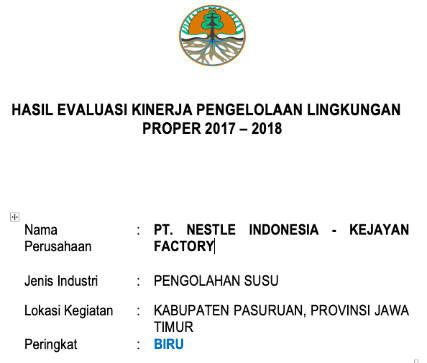 HASIL EVALUASI KINERJA PENGELOLAAN LINGKUNGAN
PROPER 2017 – 2018
Nama Perusahaan : PT. NESTLE INDONESIA - KEJAYAN FACTORY
Jenis Industri : PENGOLAHAN SUSU
Lokasi Kegiatan : KABUPATEN PASURUAN, PROVINSI JAWA TIMUR
Peringkat : BIRU